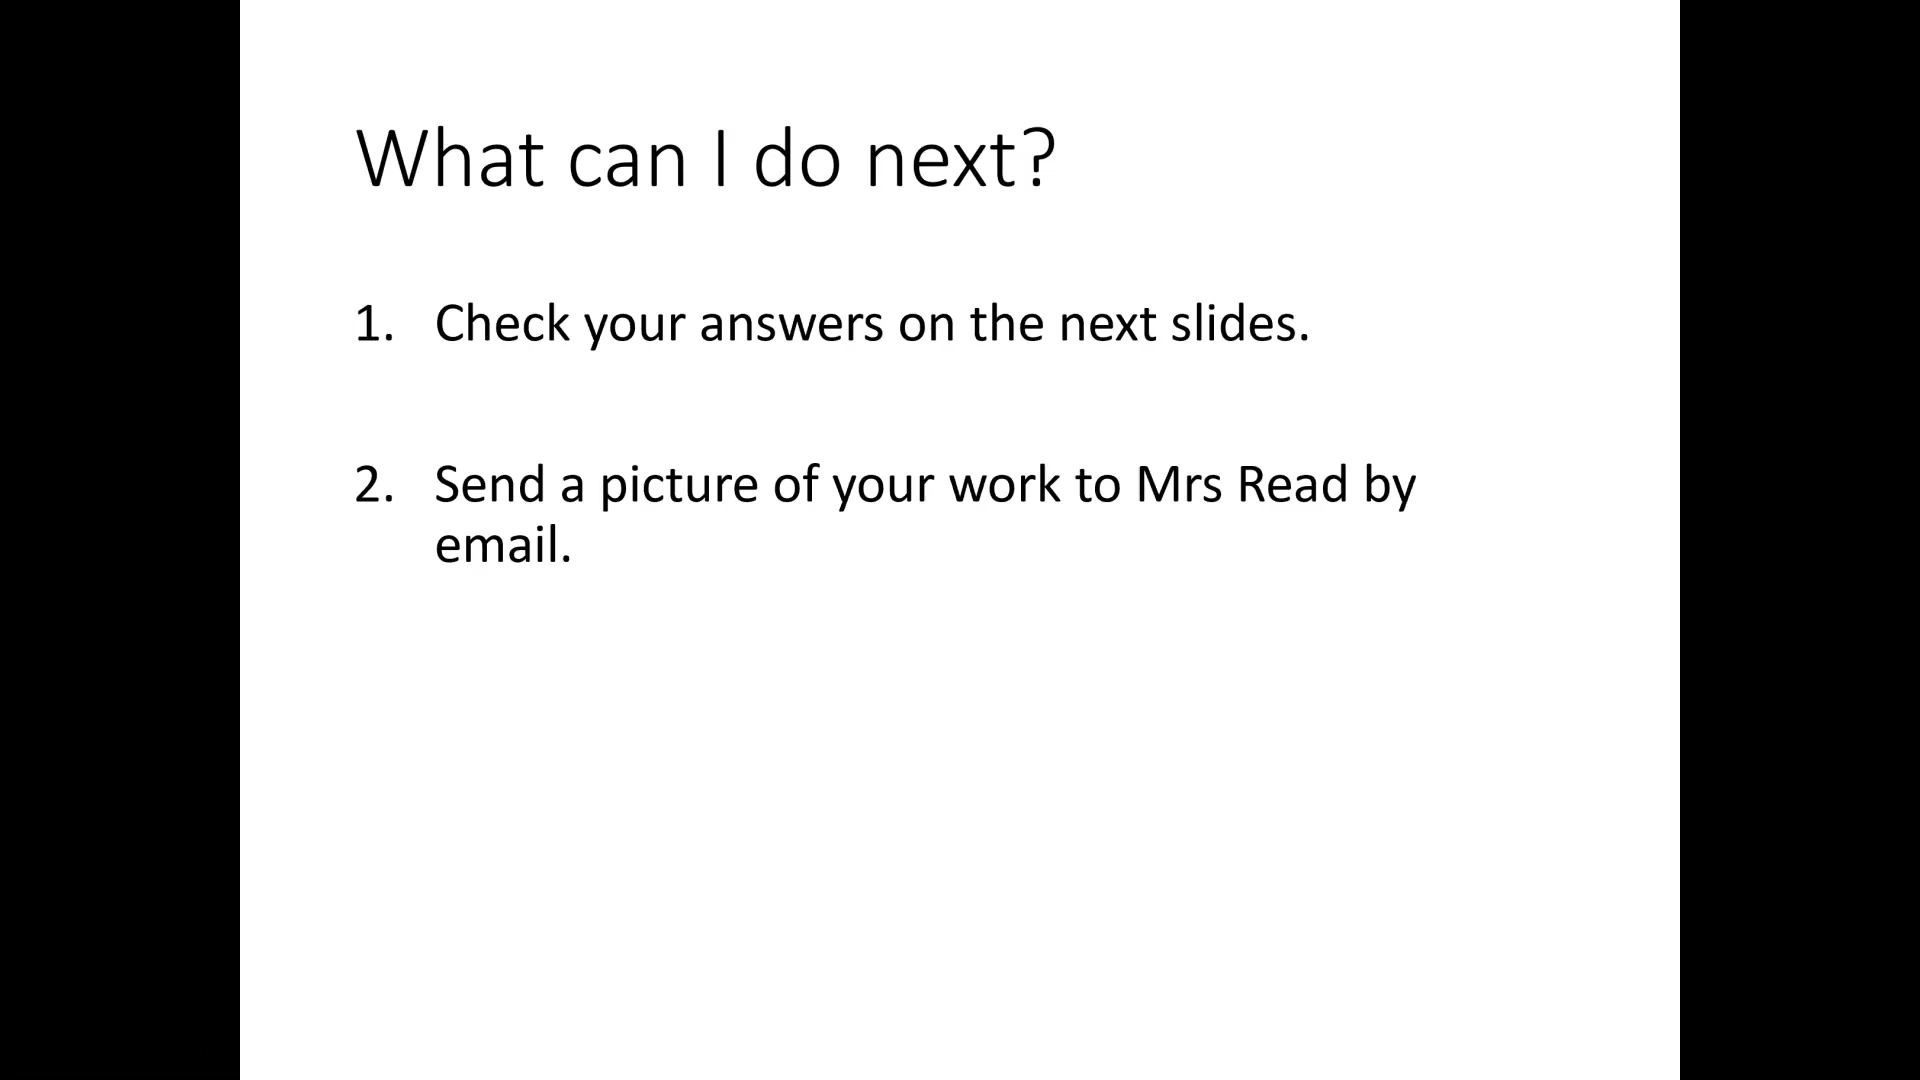 What can I do next?
1. Check your answers on the next slides.
2. Send a picture of your work to Mrs Read by
email.